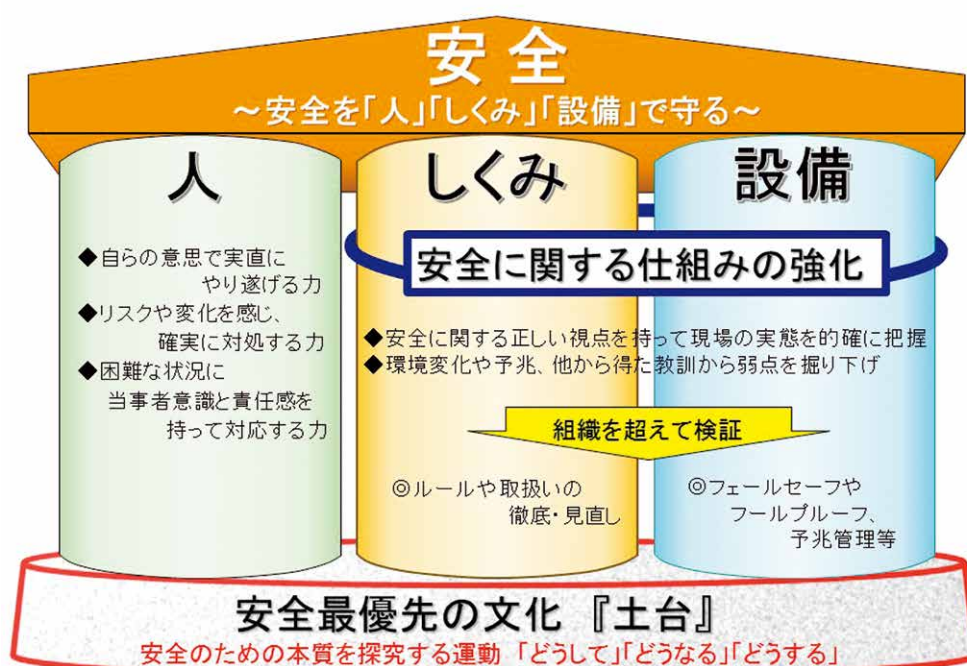 安全
～安全を「人」「しくみ」「設備」で守る～
人
◆自らの意思で実直に
やり遂げる力
◆リスクや変化を感じ、
確実に対処する力
◆困難な状況に
当事者意識と責任感を
持って対応する力
しくみ
設備
安全に関する仕組みの強化
◆安全に関する正しい視点を持って現場の実態を的確に把握
◆環境変化や予兆、他から得た教訓から弱点を掘り下げ
組織を超えて検証
◎ルールや取扱いの
徹底・見直し
◎フェールセーフや
フールプルーフ、
予兆管理等
安全最優先の文化 『土台』
安全のための本質を探究する運動 「どうして」「どうなる」「どうする」